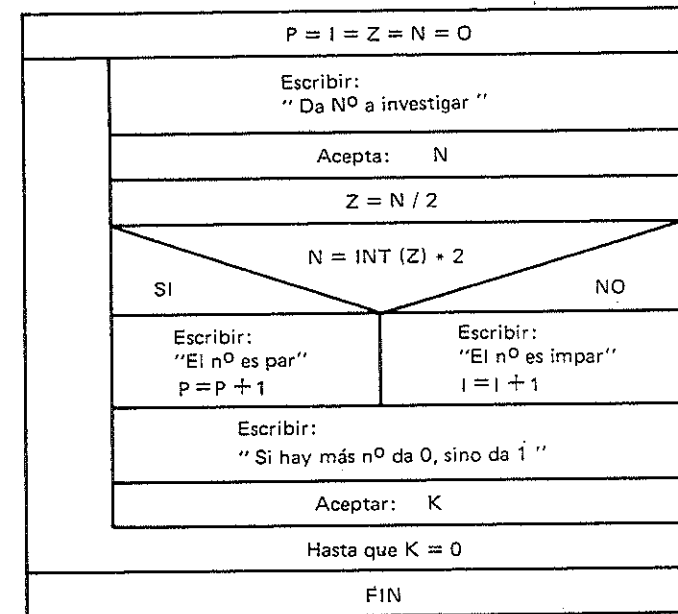 P = I = Z = N = 0
Escribir:
" Da Nº a investigar "
Acepta: N
Z = N / 2
N = INT (Z) * 2
SI
NO
Escribir:
"El nº es par"
P = P + 1
Escribir:
"El nº es impar"
I = I + 1
Escribir:
" Si hay más nº da 0, sino da 1 "
Aceptar: K
Hasta que K = 0
FIN